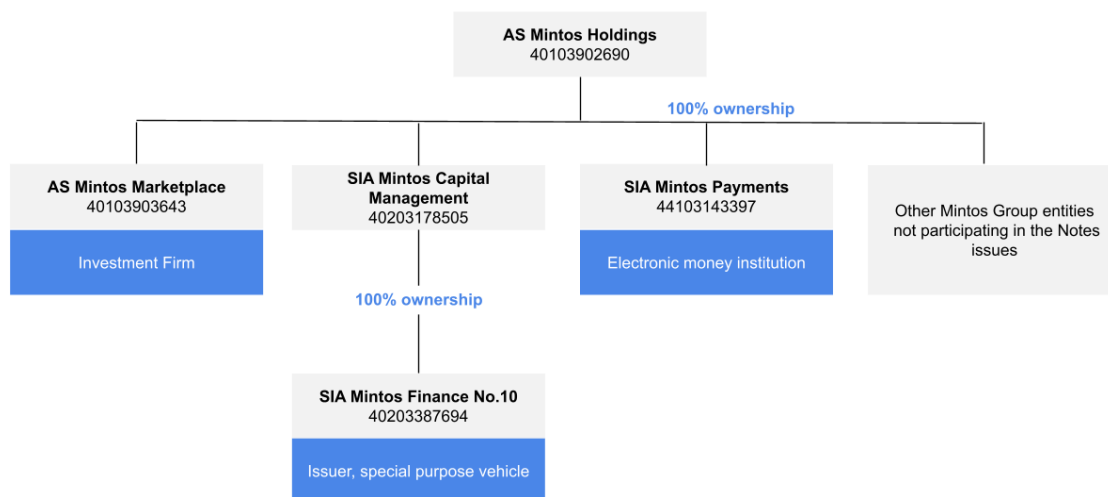 AS Mintos Holdings
40103902690
100% ownership
AS Mintos Marketplace
40103903643
Investment Firm
SIA Mintos Capital
Management
40203178505
SIA Mintos Payments
44103143397
Electronic money institution
Other Mintos Group entities
not participating in the Notes
issues
100% ownership
SIA Mintos Finance No.10
40203387694
Issuer, special purpose vehicle